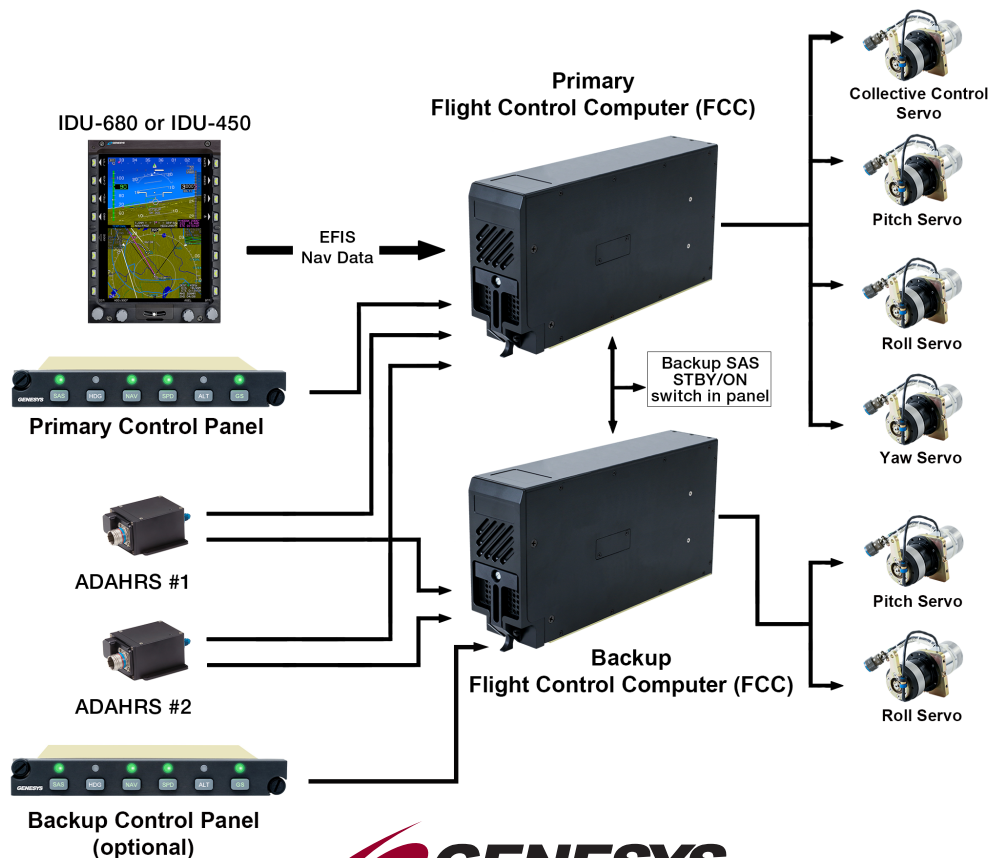 Primary
Flight Control Computer (FCC)
IDU-680 or IDU-450
GENESYS
EFIS
Nav Data
SAS HDG NAV SPD ALT GS
GENESYS
Primary Control Panel
ADAHRS #1
ADAHRS #2
SAS HDG NAV SPD ALT GS
GENESYS
Backup Control Panel
(optional)
Backup SAS
STBY/ON
switch in panel
Backup
Flight Control Computer (FCC)
Collective Control
Servo
Pitch Servo
Roll Servo
Yaw Servo
Pitch Servo
Roll Servo
GENESYS